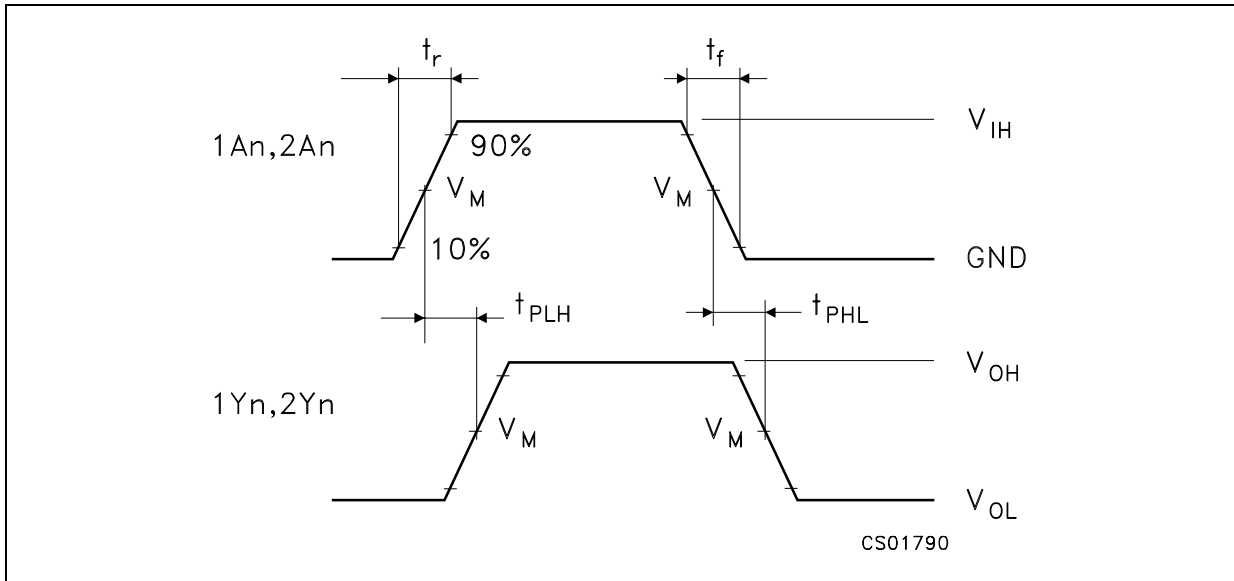 tr
tf
1An,2An
90%
VIH
VM
VM
10%
GND
tPLH
tPHL
VOH
1Yn,2Yn
VM
VM
VOL
CS01790